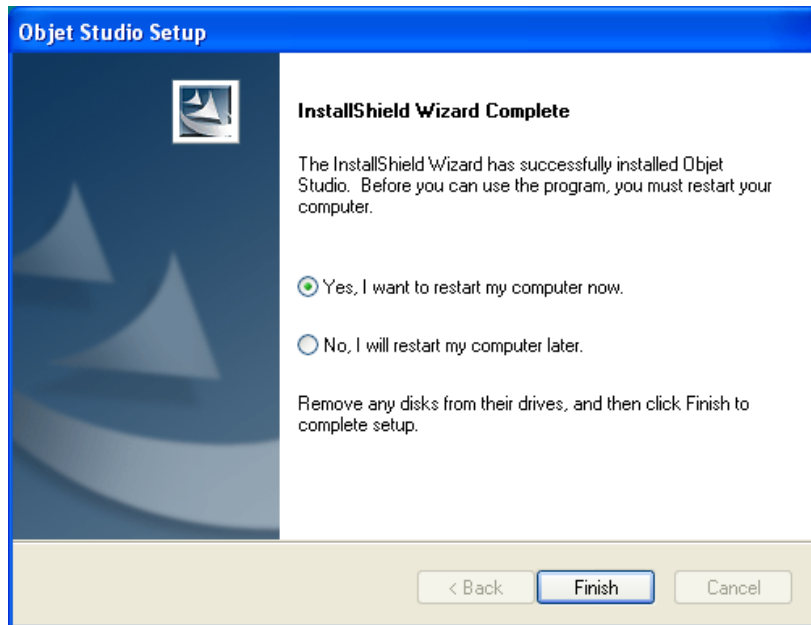 Objet Studio Setup
InstallShield Wizard Complete
The InstallShield Wizard has successfully installed Objet
Studio. Before you can use the program, you must restart your
computer.
Yes, I want to restart my computer now.
No, I will restart my computer later.
Remove any disks from their drives, and then click Finish to
complete setup.
< Back Finish Cancel